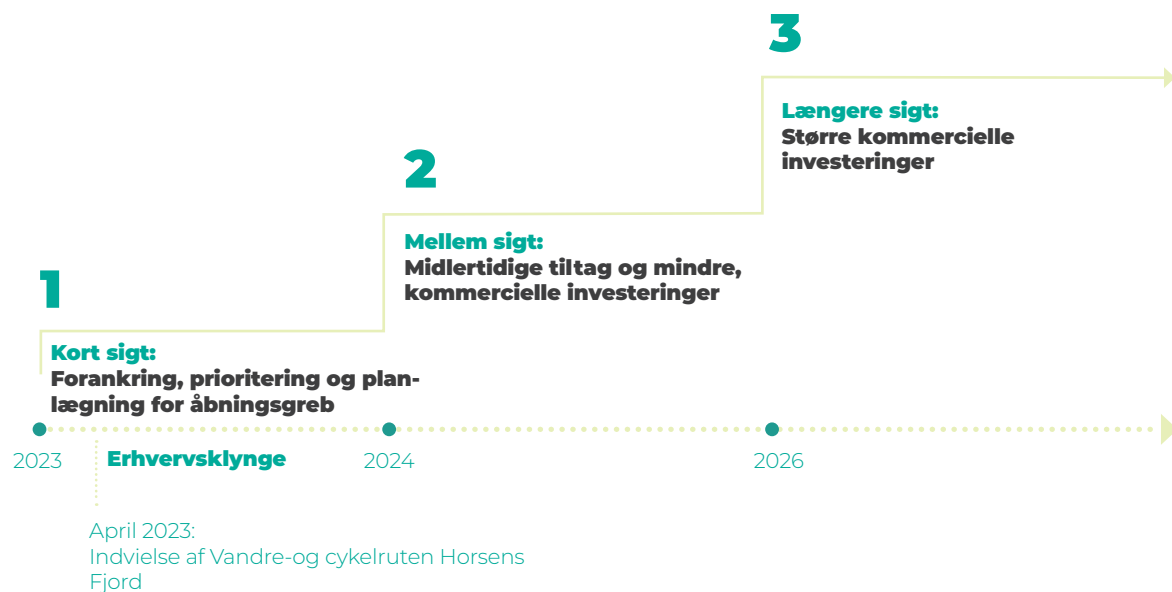 1
Kort sigt:
Forankring, prioritering og plan-
lægning for åbningsgreb
2
Mellem sigt:
Midlertidige tiltag og mindre,
kommercielle investeringer
3
Længere sigt:
Større kommercielle
investeringer
2023
Erhvervsklynge
2024
2026
April 2023:
Indvielse af Vandre-og cykelruten Horsens
Fjord